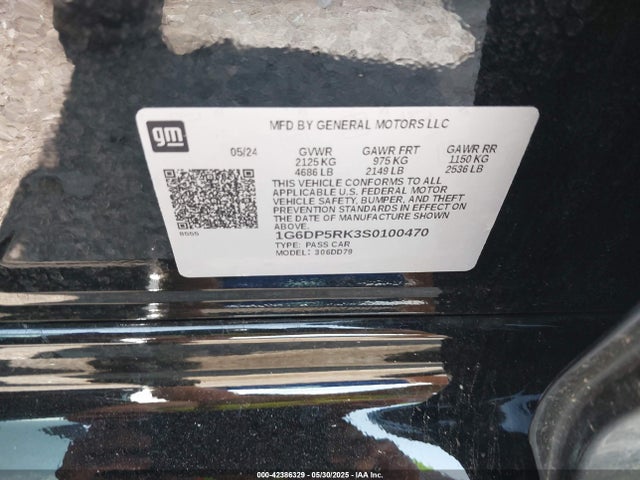 gm
MFD BY GENERAL MOTORS LLC
05/24 GVWR GAWR FRT GAWR RR
2125 KG 975 KG 1150 KG
4686 LB 2149 LB 2536 LB
THIS VEHICLE CONFORMS TO ALL
APPLICABLE U.S. FEDERAL MOTOR
VEHICLE SAFETY, BUMPER, AND THEFT
PREVENTION STANDARDS IN EFFECT ON
THE DATE OF MANUFACTURE SHOWN
ABOVE.
1G6DP5RK3S0100470
TYPE: PASS CAR
MODEL: 306DD79
000-42386329 - 05/30/2025 - IAA Inc.